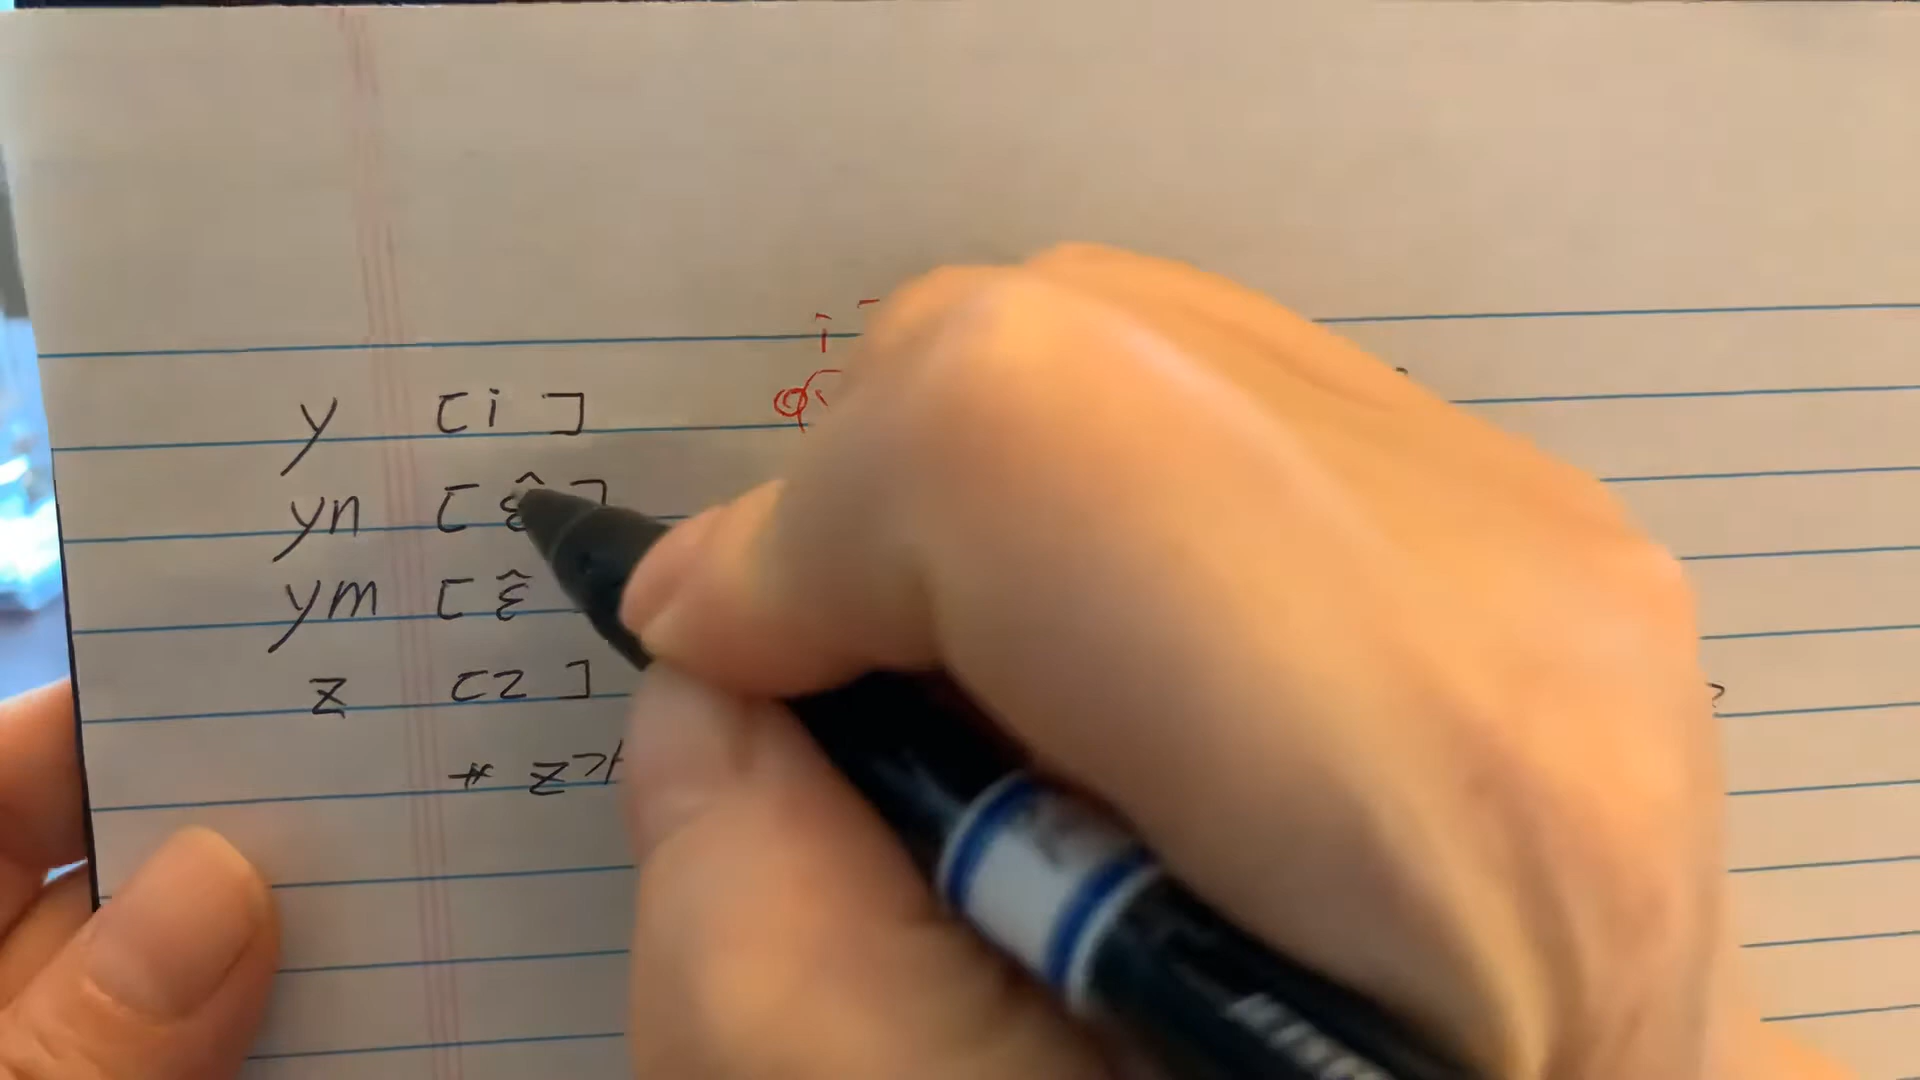 y [i ]
yn [ ε̂ ]
ym [ ε̂
z [z ]
* z가